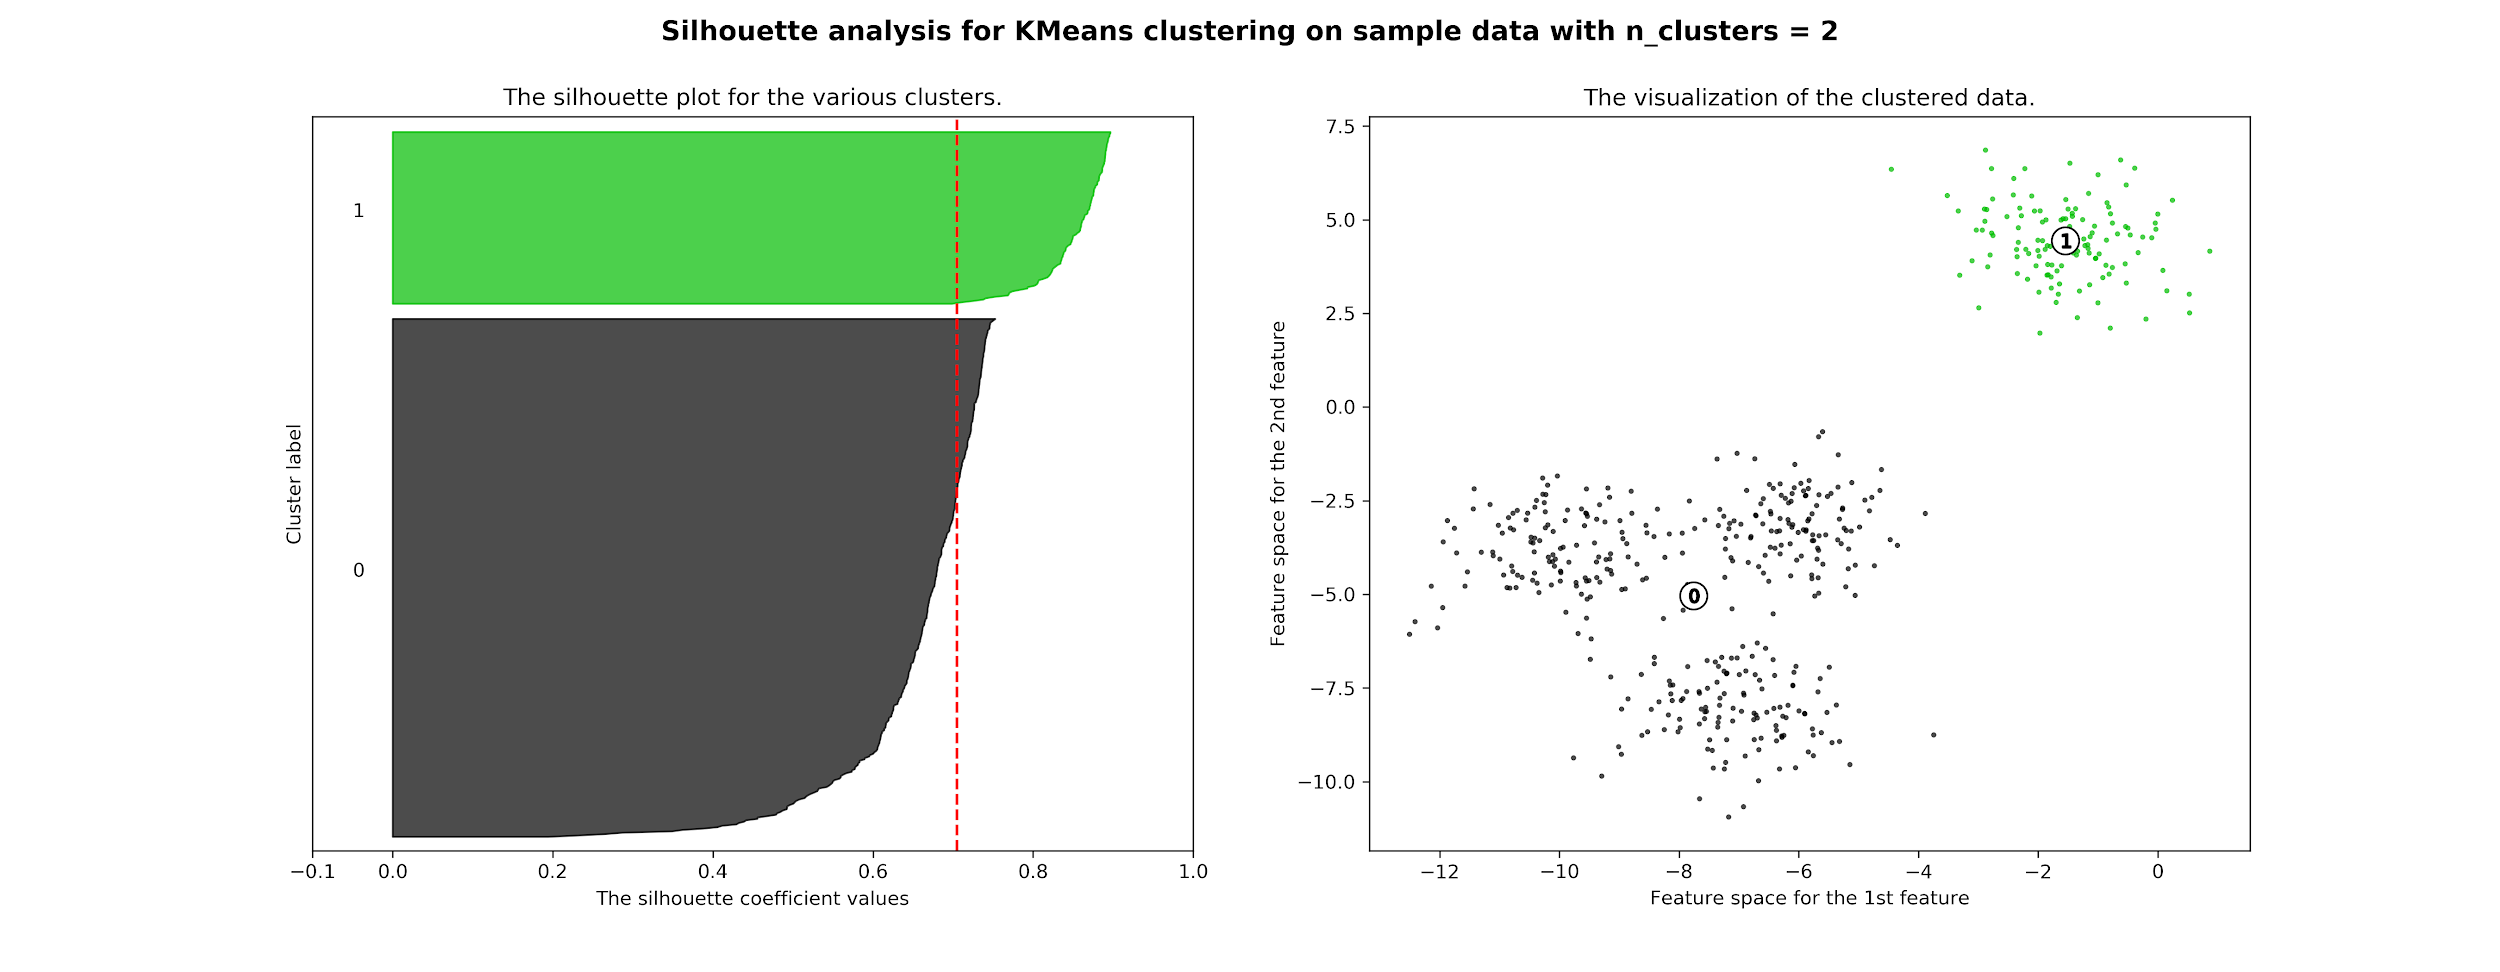 Silhouette analysis for KMeans clustering on sample data with n_clusters = 2
The silhouette plot for the various clusters.
1
0
Cluster label
−0.1 0.0 0.2 0.4 0.6 0.8 1.0
The silhouette coefficient values
The visualization of the clustered data.
7.5
5.0
2.5
0.0
−2.5
−5.0
−7.5
−10.0
Feature space for the 2nd feature
1
0
−12 −10 −8 −6 −4 −2 0
Feature space for the 1st feature